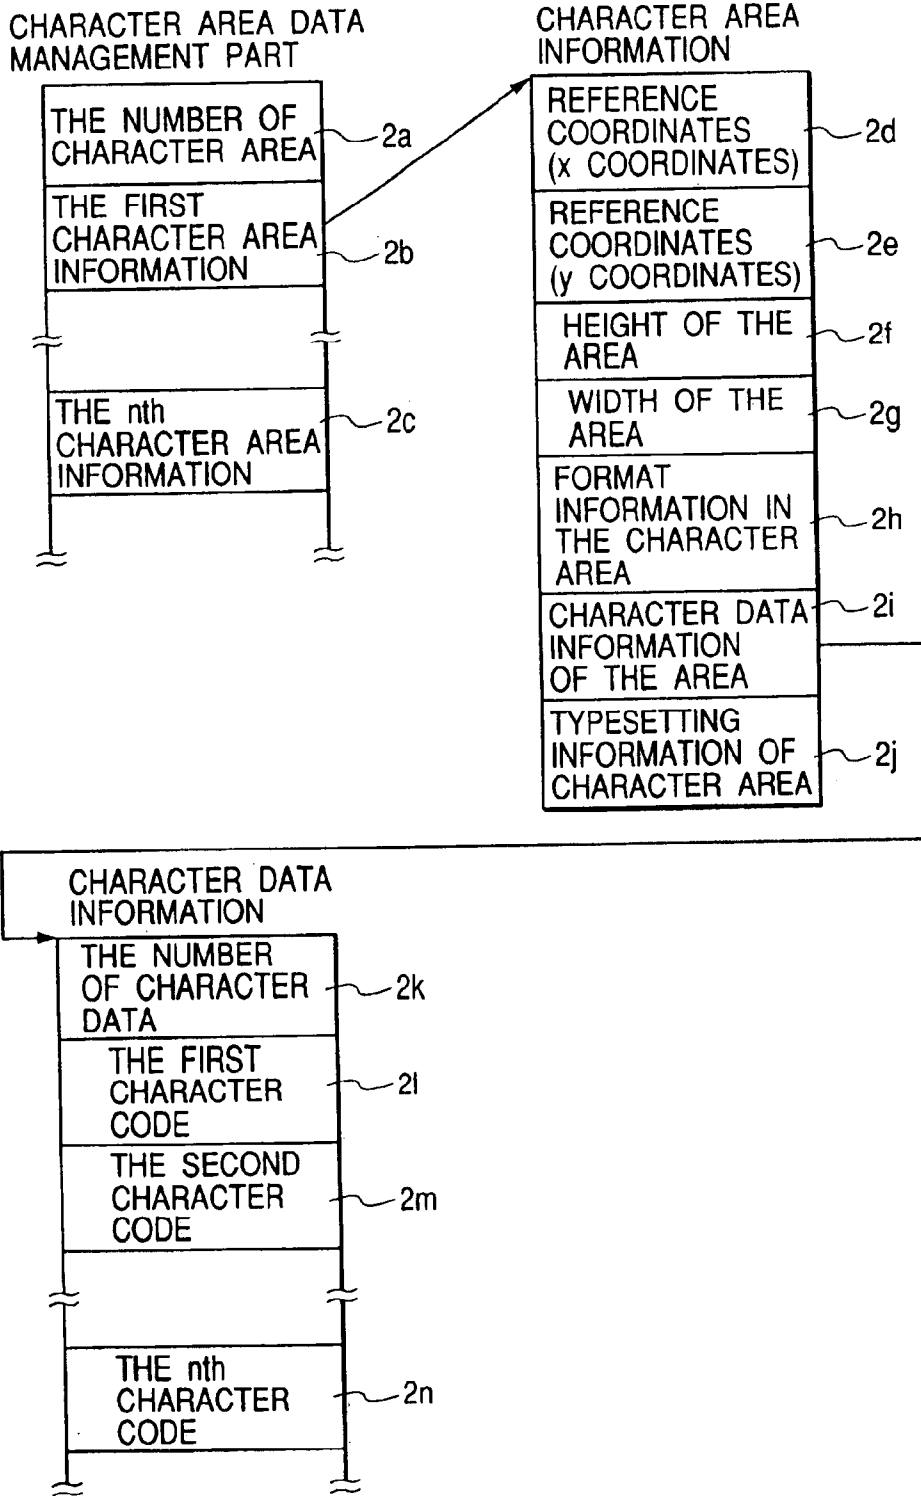 CHARACTER AREA DATA
MANAGEMENT PART
THE NUMBER OF
CHARACTER AREA
2a
THE FIRST
CHARACTER AREA
INFORMATION
2b
THE nth
CHARACTER AREA
INFORMATION
2c
CHARACTER AREA
INFORMATION
REFERENCE
COORDINATES
(x COORDINATES)
2d
REFERENCE
COORDINATES
(y COORDINATES)
2e
HEIGHT OF THE
AREA
2f
WIDTH OF THE
AREA
2g
FORMAT
INFORMATION IN
THE CHARACTER
AREA
2h
CHARACTER DATA
INFORMATION
OF THE AREA
2i
TYPESETTING
INFORMATION OF
CHARACTER AREA
2j
CHARACTER DATA
INFORMATION
THE NUMBER
OF CHARACTER
DATA
2k
THE FIRST
CHARACTER
CODE
2l
THE SECOND
CHARACTER
CODE
2m
THE nth
CHARACTER
CODE
2n